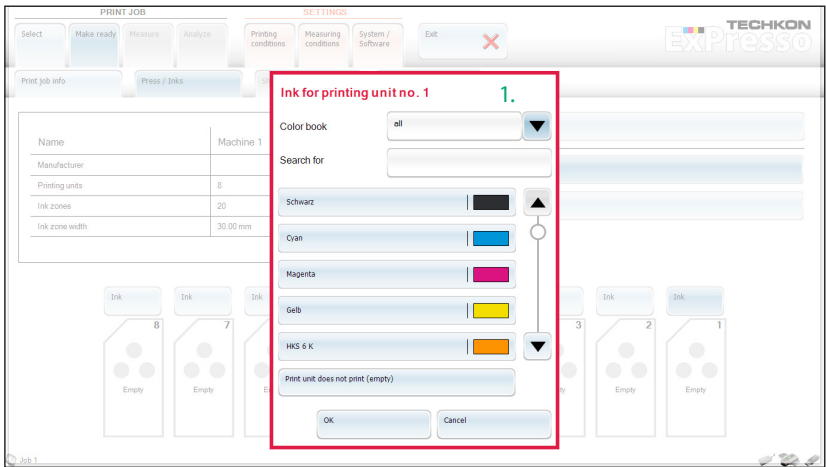 PRINT JOB
SETTINGS
Select
Make ready
Measure
Analyze
Printing conditions
Measuring conditions
System / Software
Exit
TECHKON
ExPresso
Print job info
Press / Inks
Ink for printing unit no. 1
1.
Color book
all
Search for
Name
Machine 1
Manufacturer
Printing units
8
Ink zones
20
Ink zone width
30.00 mm
Schwarz
Cyan
Magenta
Gelb
HKS 6 K
Print unit does not print (empty)
OK
Cancel
Ink
Ink
Ink
Ink
Ink
8
7
3
2
1
Empty
Empty
Empty
Empty
Job 1